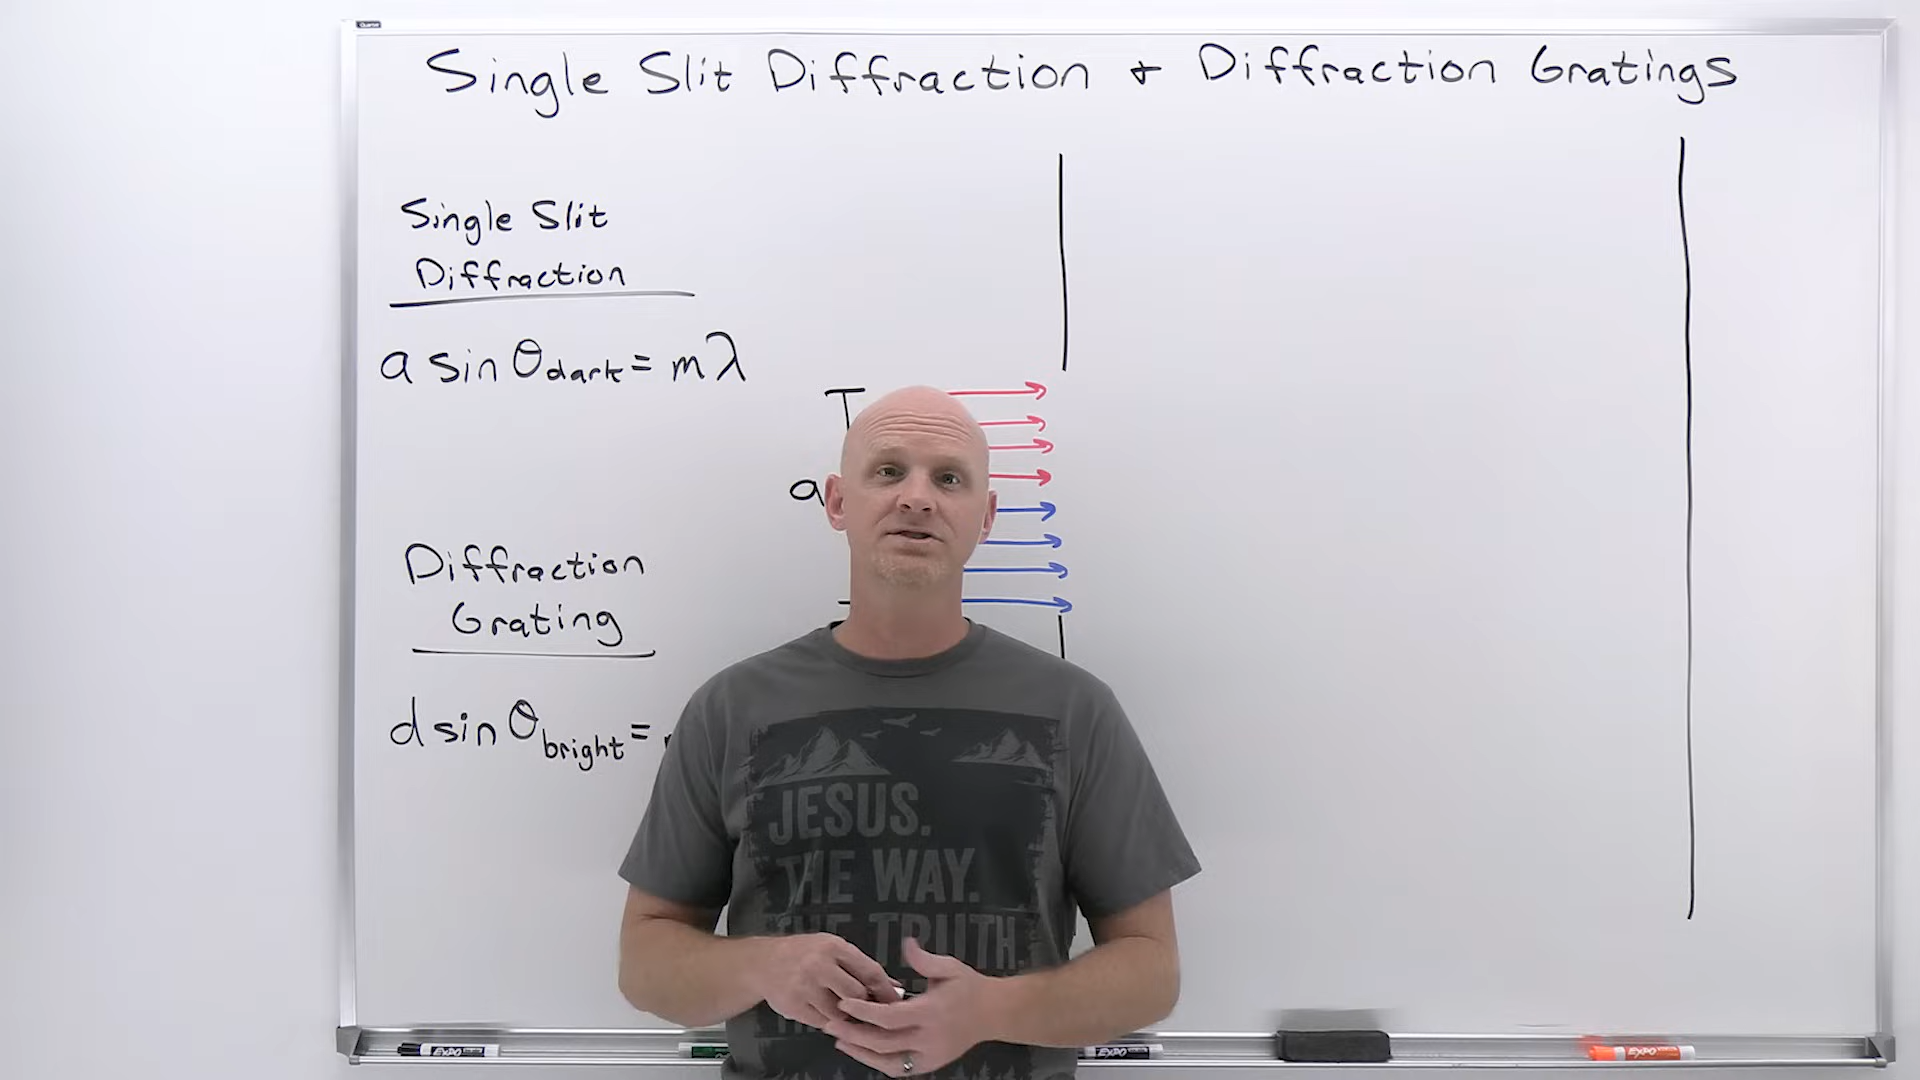 Single Slit Diffraction + Diffraction Gratings
Single Slit
Diffraction
a sin θdark = mλ
a
Diffraction
Grating
d sin θbright =
JESUS.
THE WAY.
THE TRUTH.
EXPO
EXPO
EXPO
Quartet